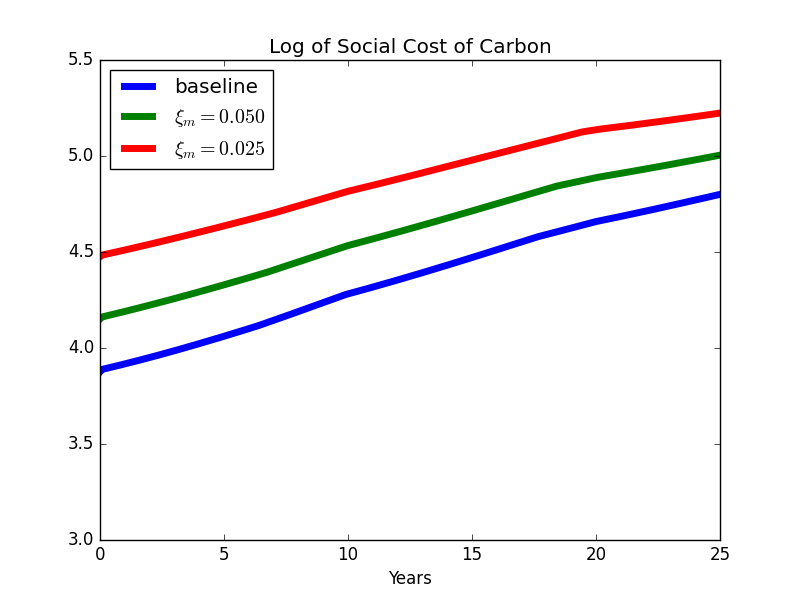 Log of Social Cost of Carbon
5.5
5.0
4.5
4.0
3.5
3.0
baseline
ξₘ = 0.050
ξₘ = 0.025
0 5 10 15 20 25
Years